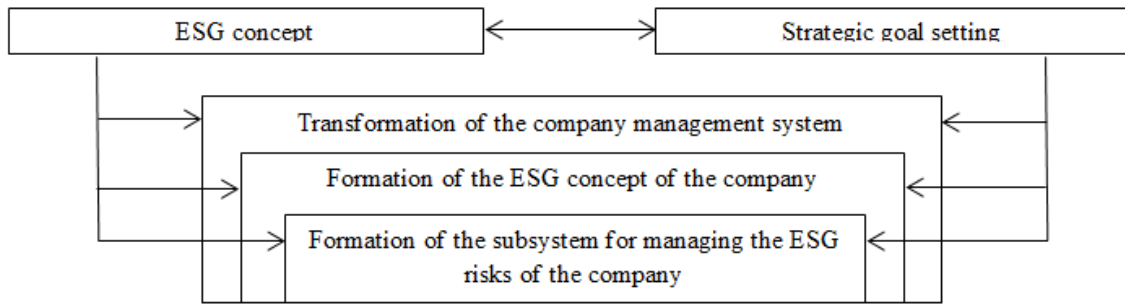 ESG concept
Strategic goal setting
Transformation of the company management system
Formation of the ESG concept of the company
Formation of the subsystem for managing the ESG
risks of the company